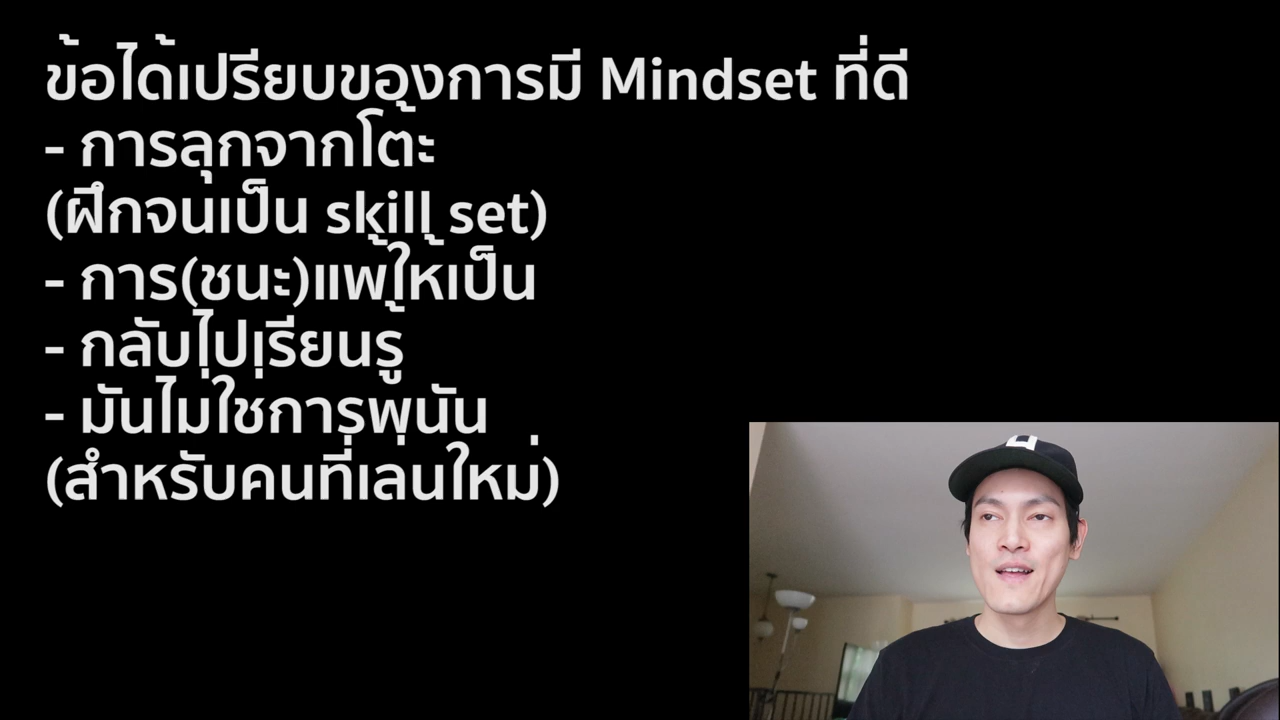 ข้อได้เปรียบของการมี Mindset ที่ดี
- การลุกจากโต้ะ
(ฝึกจนเป็น skill set)
- การ(ชนะ)แพ้ให้เป็น
- กลับไปเรียนรู้
- มันไม่ใช่การพนัน
(สำหรับคนที่เล่นใหม่)